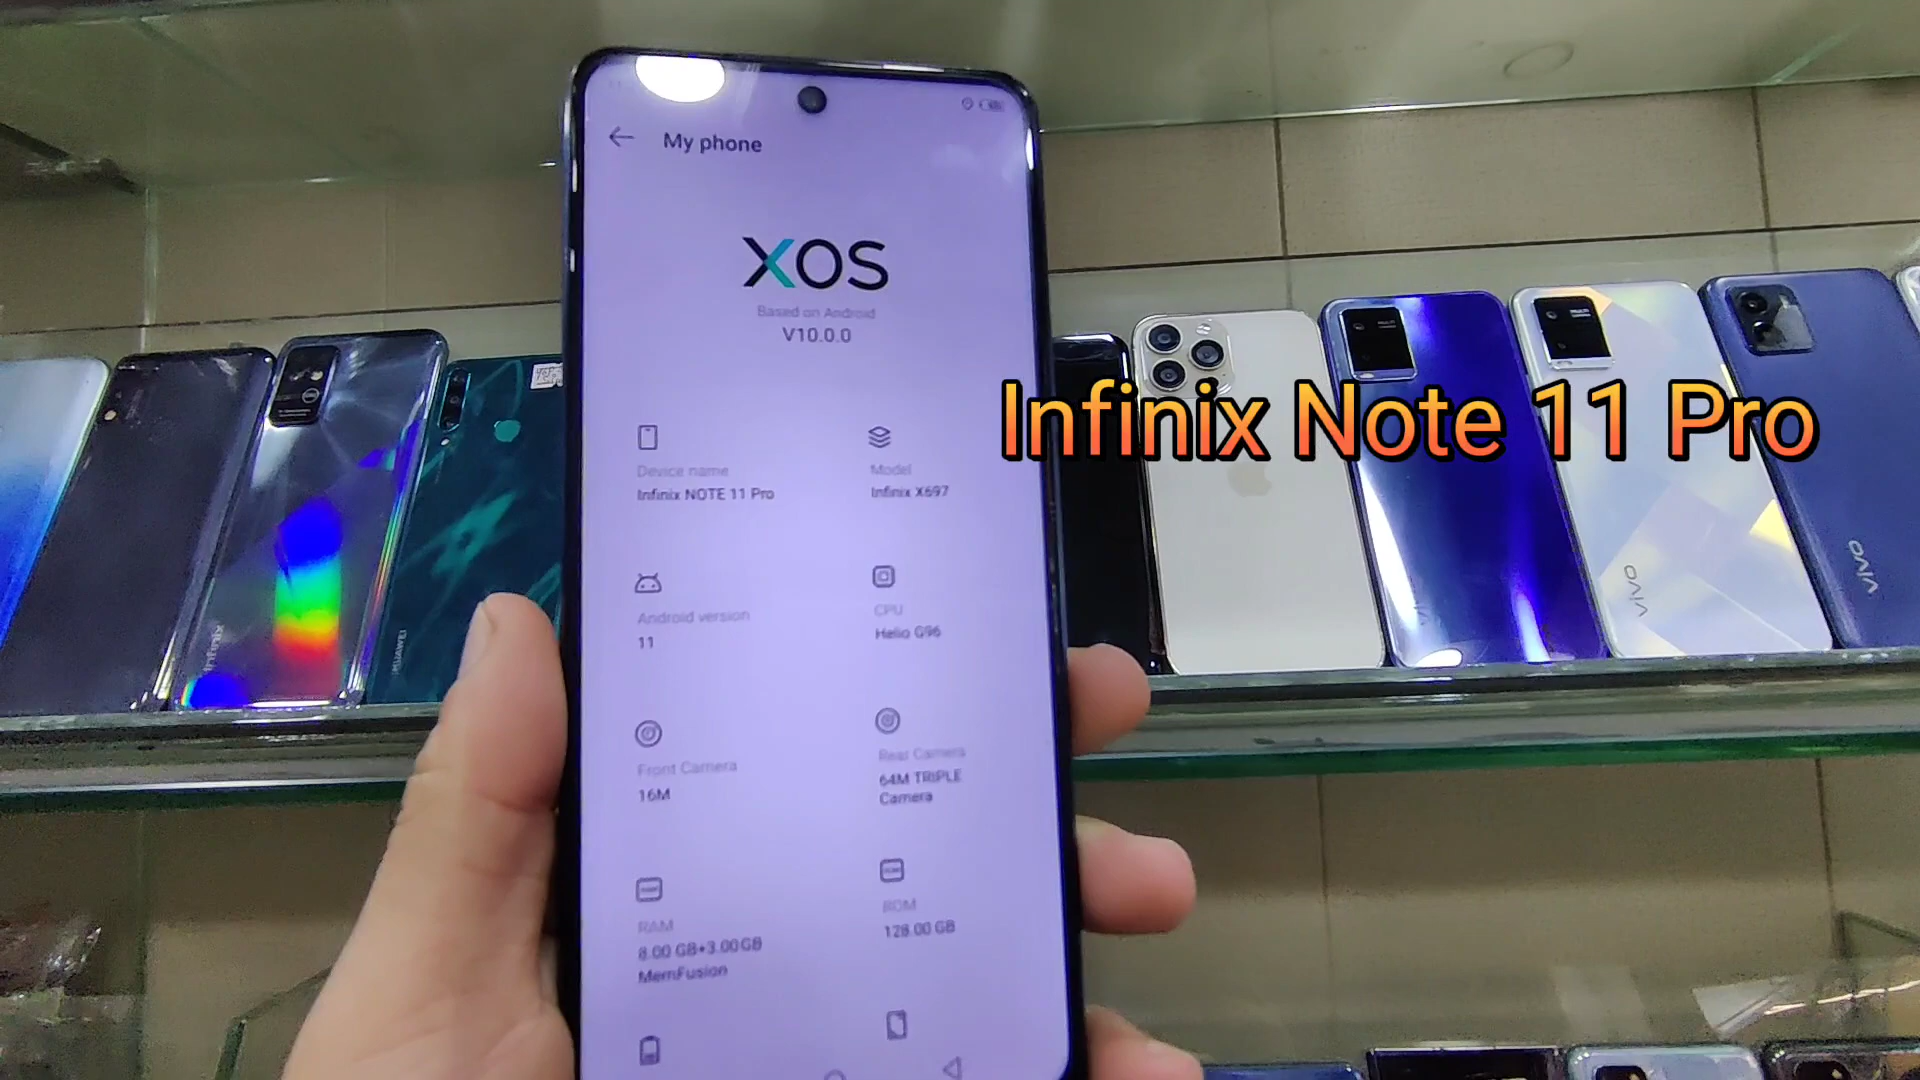 My phone
XOS
Based on Android
V10.0.0
Device name
Infinix NOTE 11 Pro
Model
Infinix X697
Infinix Note 11 Pro
Android version
11
CPU
Helio G96
Front Camera
16M
Rear Camera
64M TRIPLE
Camera
RAM
8.00 GB+3.00GB
MemFusion
ROM
128.00 GB
Infinix
HUAWEI
vivo
vivo